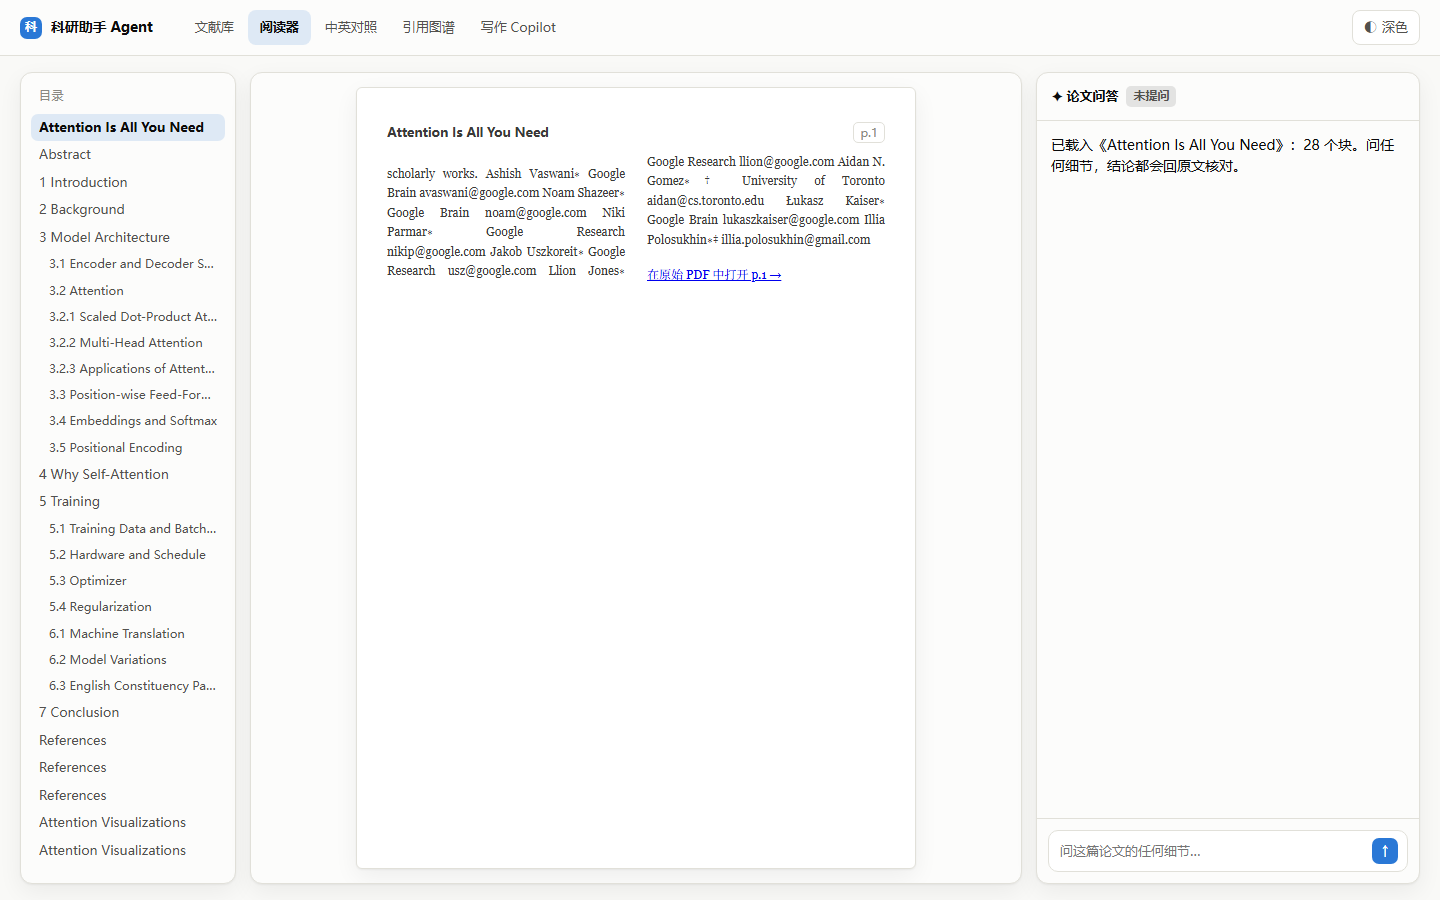 科 科研助手 Agent 文献库 阅读器 中英对照 引用图谱 写作 Copilot ◐ 深色
目录
Attention Is All You Need
Abstract
1 Introduction
2 Background
3 Model Architecture
3.1 Encoder and Decoder S...
3.2 Attention
3.2.1 Scaled Dot-Product At...
3.2.2 Multi-Head Attention
3.2.3 Applications of Attent...
3.3 Position-wise Feed-For...
3.4 Embeddings and Softmax
3.5 Positional Encoding
4 Why Self-Attention
5 Training
5.1 Training Data and Batch...
5.2 Hardware and Schedule
5.3 Optimizer
5.4 Regularization
6.1 Machine Translation
6.2 Model Variations
6.3 English Constituency Pa...
7 Conclusion
References
References
References
Attention Visualizations
Attention Visualizations
Attention Is All You Need p.1
scholarly works. Ashish Vaswani∗ Google
Brain avaswani@google.com Noam Shazeer∗
Google Brain noam@google.com Niki
Parmar∗ Google Research
nikip@google.com Jakob Uszkoreit∗ Google
Research usz@google.com Llion Jones∗
Google Research llion@google.com Aidan N.
Gomez∗ † University of Toronto
aidan@cs.toronto.edu Łukasz Kaiser∗
Google Brain lukaszkaiser@google.com Illia
Polosukhin∗‡ illia.polosukhin@gmail.com
在原始 PDF 中打开 p.1 →
✦ 论文问答 未提问
已载入《Attention Is All You Need》：28 个块。问任
何细节，结论都会回原文核对。
问这篇论文的任何细节...
↑